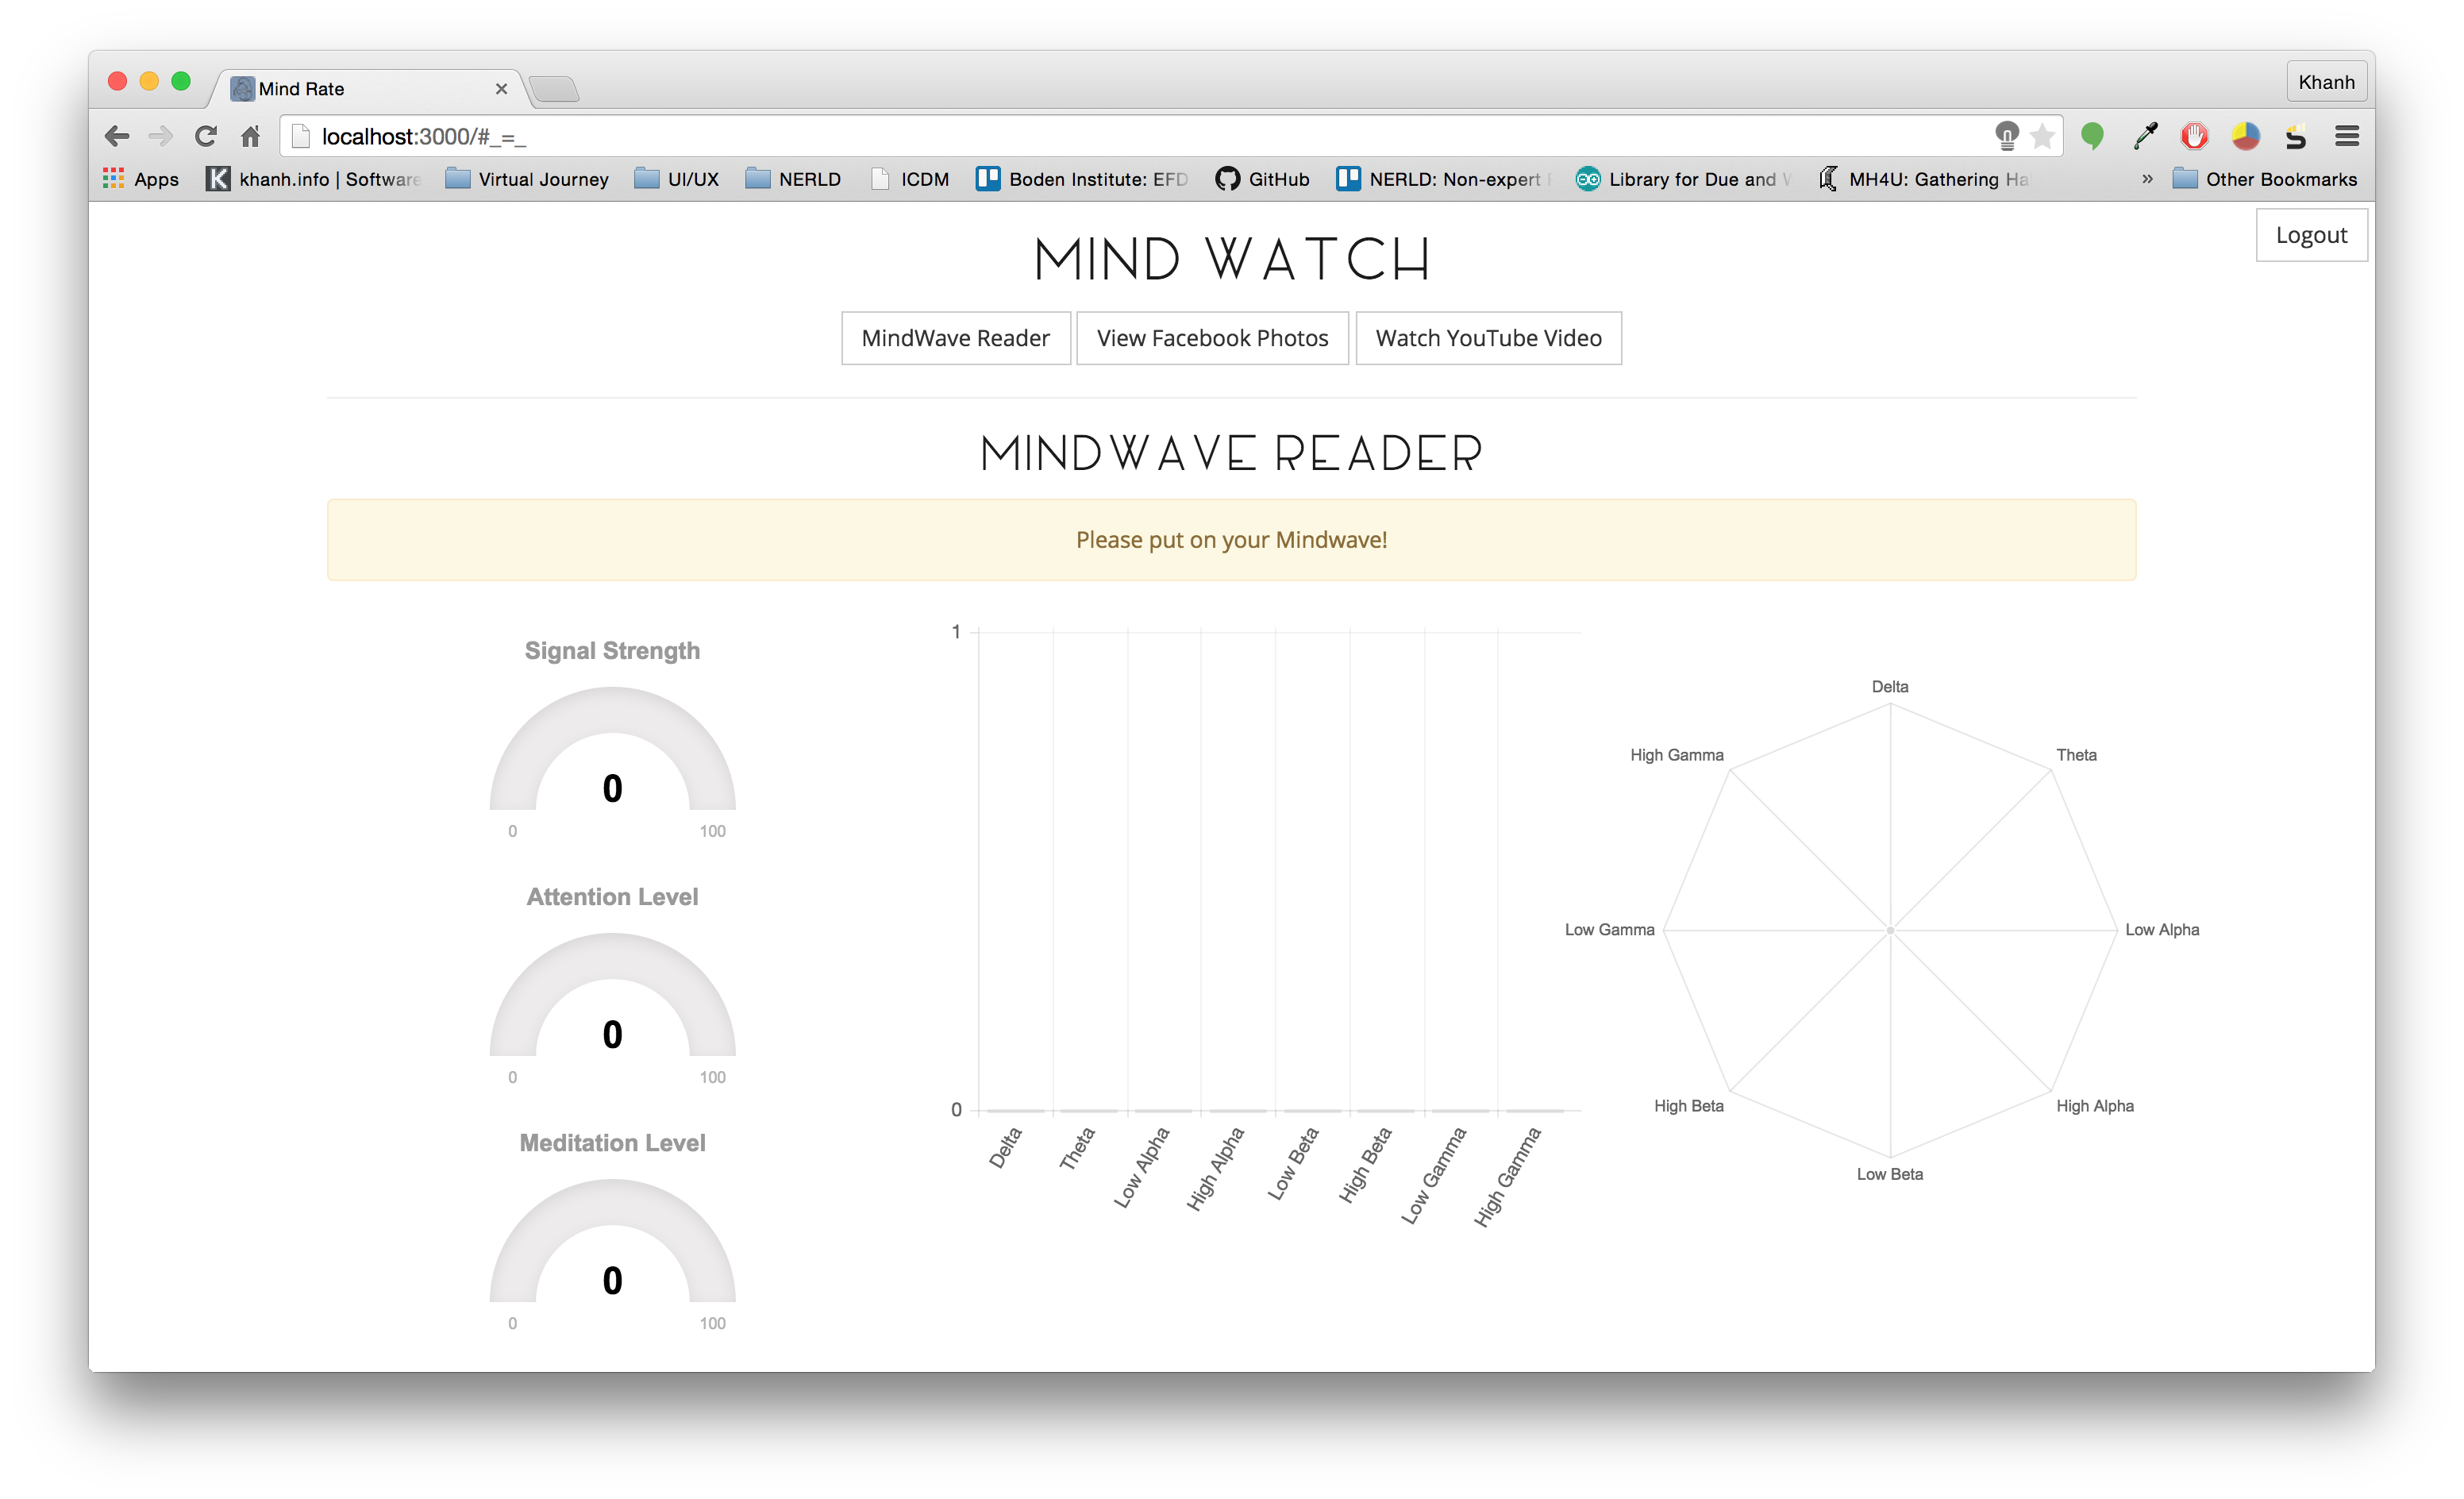 Mind Rate
Khanh
localhost:3000/#_=_
Apps
khanh.info | Software
Virtual Journey
UI/UX
NERLD
ICDM
Boden Institute: EFD
GitHub
NERLD: Non-expert
Library for Due and
MH4U: Gathering Ha
»
Other Bookmarks
Logout
MIND WATCH
MindWave Reader
View Facebook Photos
Watch YouTube Video
MINDWAVE READER
Please put on your Mindwave!
Signal Strength
0
0 100
Attention Level
0
0 100
Meditation Level
0
0 100
1
0
Delta
Theta
Low Alpha
High Alpha
Low Beta
High Beta
Low Gamma
High Gamma
Delta
Theta
Low Alpha
High Alpha
Low Beta
High Beta
Low Gamma
High Gamma